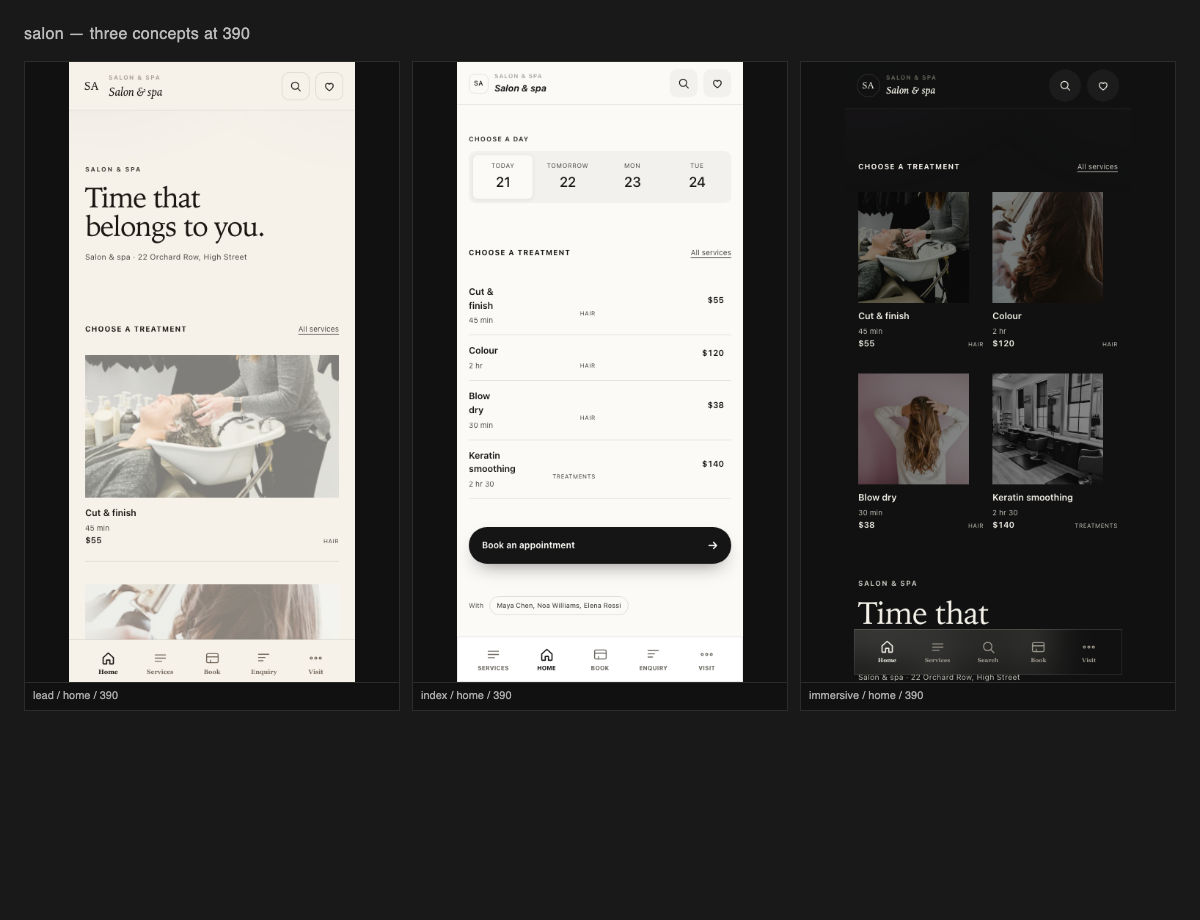 salon — three concepts at 390
SA
SALON & SPA
Salon & spa
SALON & SPA
Time that
belongs to you.
Salon & spa · 22 Orchard Row, High Street
CHOOSE A TREATMENT
All services
Cut & finish
45 min
$55
HAIR
Home
Services
Book
Enquiry
Visit
lead / home / 390
SA
SALON & SPA
Salon & spa
CHOOSE A DAY
TODAY
21
TOMORROW
22
MON
23
TUE
24
CHOOSE A TREATMENT
All services
Cut &
finish
45 min
HAIR
$55
Colour
2 hr
HAIR
$120
Blow
dry
30 min
HAIR
$38
Keratin
smoothing
2 hr 30
TREATMENTS
$140
Book an appointment
With
Maya Chen, Noa Williams, Elena Rossi
SERVICES
HOME
BOOK
ENQUIRY
VISIT
index / home / 390
SA
SALON & SPA
Salon & spa
CHOOSE A TREATMENT
All services
Cut & finish
45 min
$55
HAIR
Colour
2 hr
$120
HAIR
Blow dry
30 min
$38
HAIR
Keratin smoothing
2 hr 30
$140
TREATMENTS
SALON & SPA
Time that
Home
Services
Search
Book
Visit
Salon & spa · 22 Orchard Row, High Street
immersive / home / 390